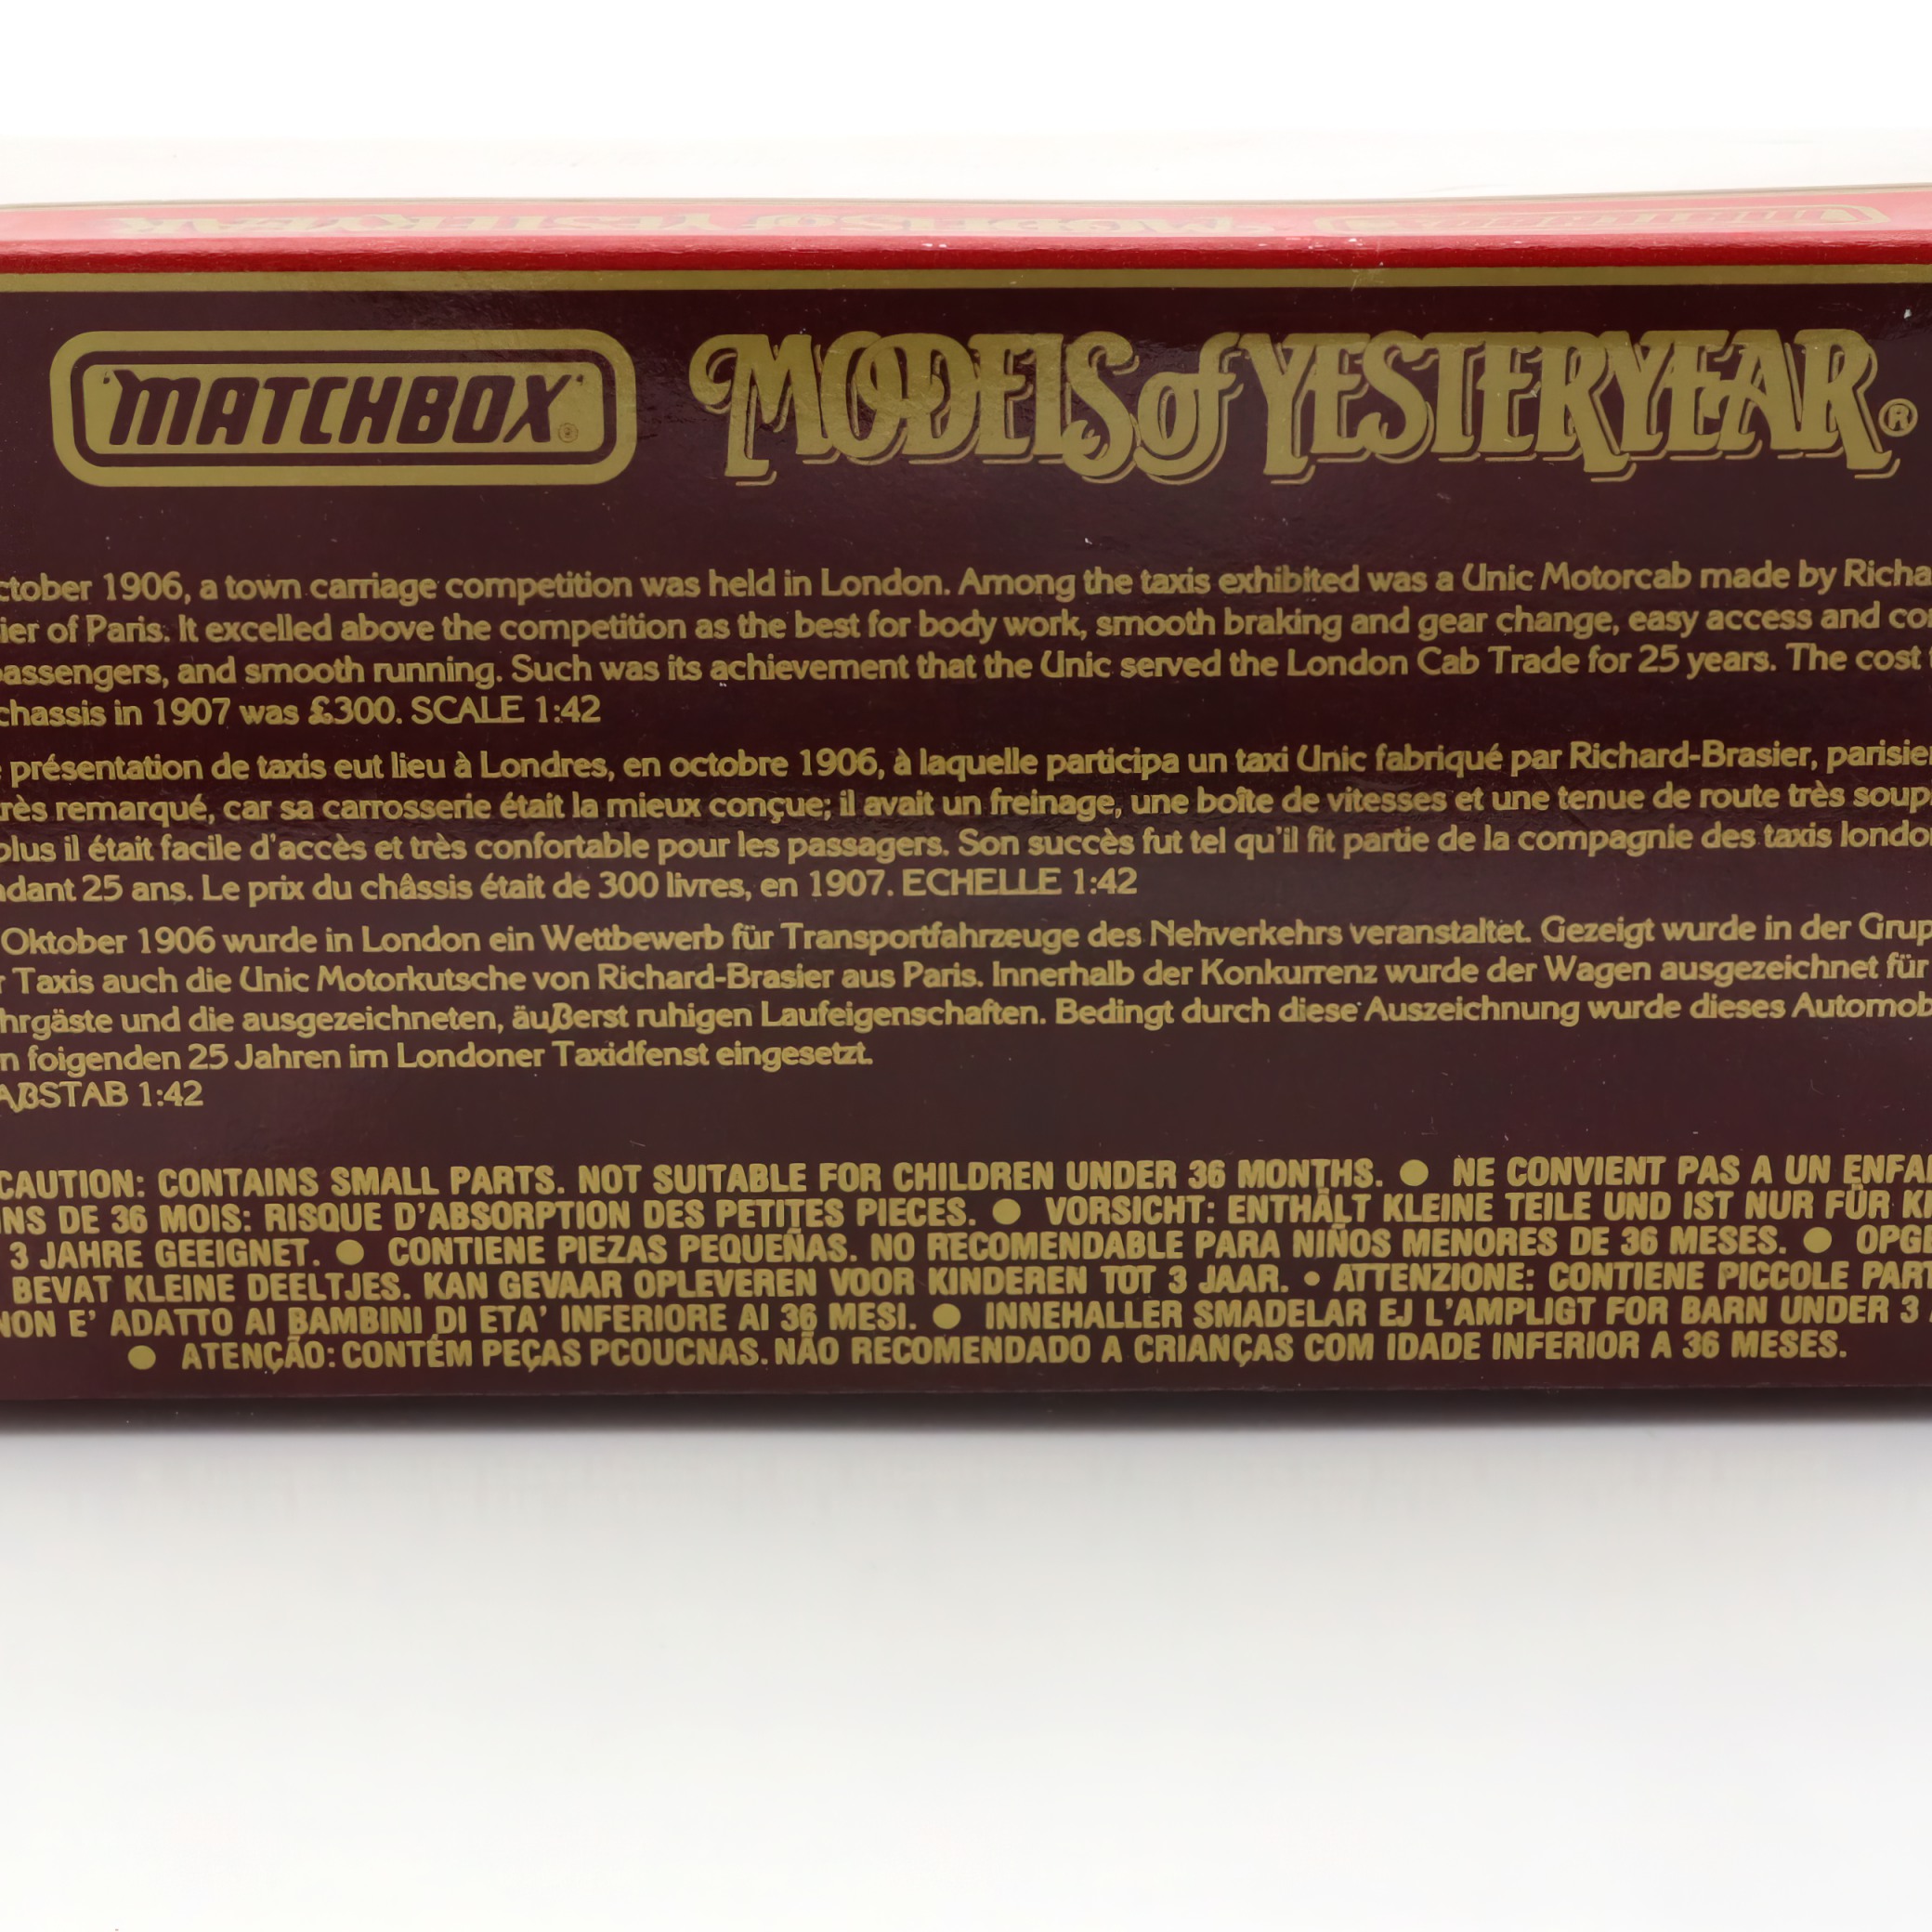 MATCHBOX® MODELS of YESTERYEAR®
ctober 1906, a town carriage competition was held in London. Among the taxis exhibited was a Unic Motorcab made by Richa
ier of Paris. It excelled above the competition as the best for body work, smooth braking and gear change, easy access and co
assengers, and smooth running. Such was its achievement that the Unic served the London Cab Trade for 25 years. The cost
chassis in 1907 was £300. SCALE 1:42
présentation de taxis eut lieu à Londres, en octobre 1906, à laquelle participa un taxi Unic fabriqué par Richard-Brasier, parisie
rès remarqué, car sa carrosserie était la mieux conçue; il avait un freinage, une boîte de vitesses et une tenue de route très soup
plus il était facile d'accès et très confortable pour les passagers. Son succès fut tel qu'il fit partie de la compagnie des taxis londo
dant 25 ans. Le prix du châssis était de 300 livres, en 1907. ECHELLE 1:42
Oktober 1906 wurde in London ein Wettbewerb für Transportfahrzeuge des Nehverkehrs veranstaltet. Gezeigt wurde in der Grup
r Taxis auch die Unic Motorkutsche von Richard-Brasier aus Paris. Innerhalb der Konkurrenz wurde der Wagen ausgezeichnet für
hrgäste und die ausgezeichneten, äußerst ruhigen Laufeigenschaften. Bedingt durch diese Auszeichnung wurde dieses Automob
n foigenden 25 Jahren im Londoner Taxidfenst eingesetzt.
AßSTAB 1:42
CAUTION: CONTAINS SMALL PARTS. NOT SUITABLE FOR CHILDREN UNDER 36 MONTHS. ● NE CONVIENT PAS A UN ENFA
NS DE 36 MOIS: RISQUE D'ABSORPTION DES PETITES PIECES. ● VORSICHT: ENTHÄLT KLEINE TEILE UND IST NUR FÜR KI
3 JAHRE GEEIGNET. ● CONTIENE PIEZAS PEQUEÑAS. NO RECOMENDABLE PARA NIÑOS MENORES DE 36 MESES. ● OPGE
BEVAT KLEINE DEELTJES. KAN GEVAAR OPLEVEREN VOOR KINDEREN TOT 3 JAAR. • ATTENZIONE: CONTIENE PICCOLE PART
NON E' ADATTO AI BAMBINI DI ETA' INFERIORE AI 36 MESI. ● INNEHALLER SMADELAR EJ L'AMPLIGT FOR BARN UNDER 3
● ATENÇÃO: CONTÉM PEÇAS PCOUCNAS. NÃO RECOMENDADO A CRIANÇAS COM IDADE INFERIOR A 36 MESES.